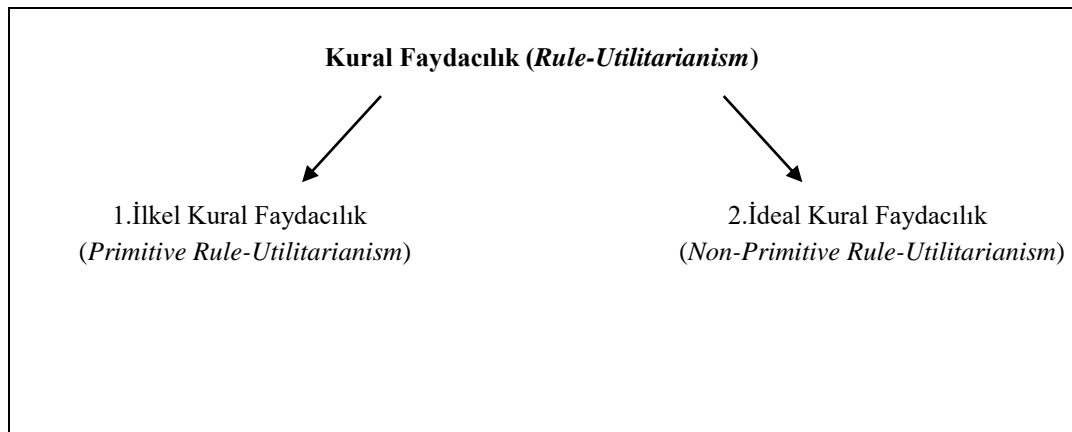 Kural Faydacılık (Rule-Utilitarianism)
1.İlkel Kural Faydacılık
(Primitive Rule-Utilitarianism)
2.İdeal Kural Faydacılık
(Non-Primitive Rule-Utilitarianism)